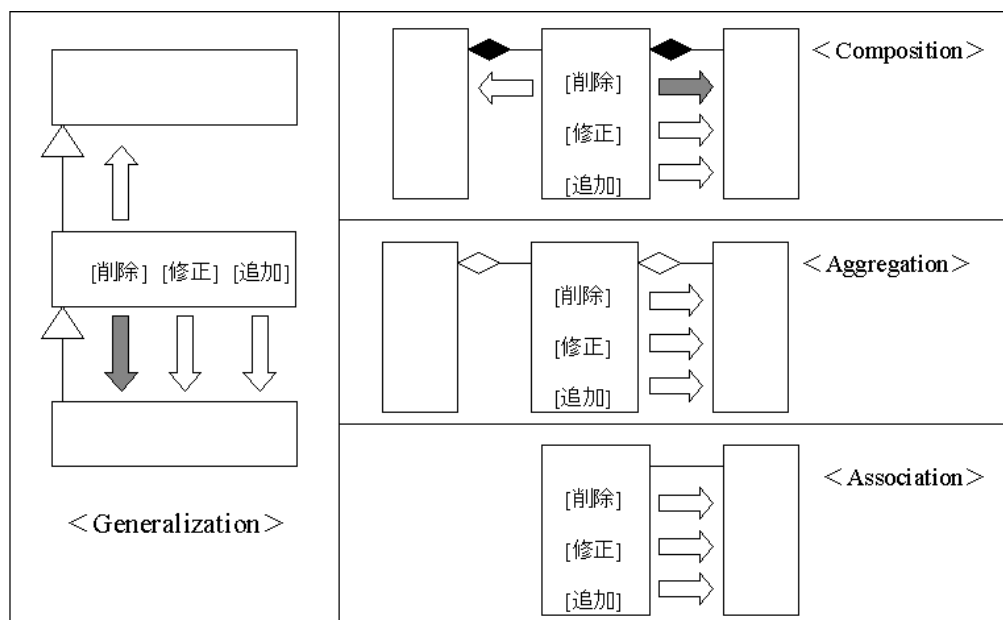 [削除] [修正] [追加]
＜Generalization＞
[削除]
[修正]
[追加]
＜Composition＞
[削除]
[修正]
[追加]
＜Aggregation＞
[削除]
[修正]
[追加]
＜Association＞